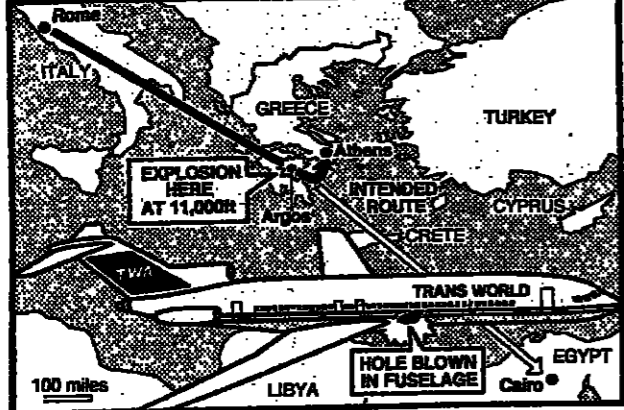 Rome
ITALY
GREECE
TURKEY
Athens
EXPLOSION
HERE
AT 11,000ft
Argos
INTENDED
ROUTE
CYPRUS
CRETE
TWA
TRANS WORLD
HOLE BLOWN
IN FUSELAGE
EGYPT
Cairo
LIBYA
100 miles